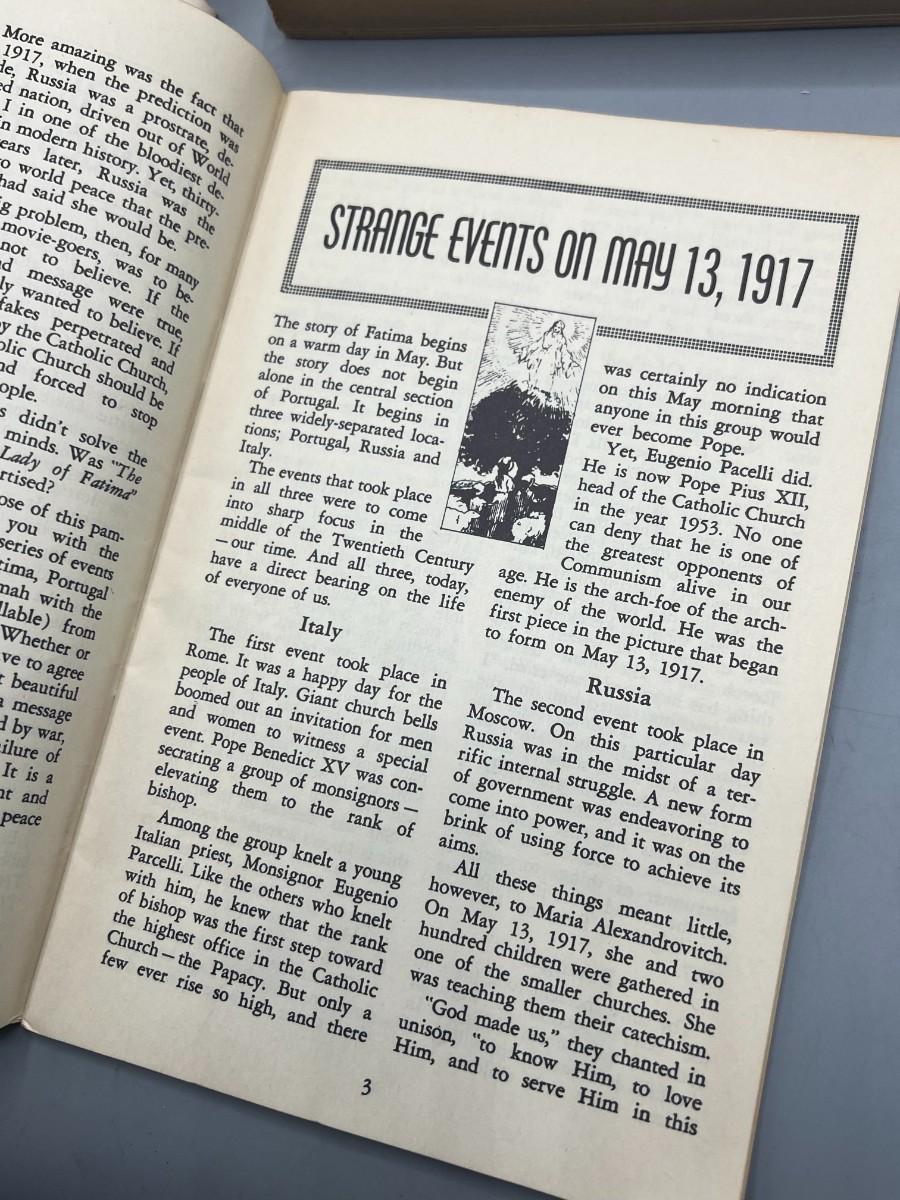 More amazing was the fact that
1917, when the prediction was
Russia was a prostrate, de-
nation, driven out of World
I in one of the bloodiest de-
in modern history. Yet, thirty-
later, Russia was the
world peace that the pre-
had said she would be.
problem, then, for many
movie-goers, was to be-
not to believe. If the
message were true,
wanted to believe. If
fakes perpetrated and
the Catholic Church,
Church should be
forced to stop
didn't solve the
minds. Was "The
Lady of Fatima"
of this pam-
you with the
series of events
Portugal
with the
from
Whether or
to agree
beautiful
message
by war,
of
It is a
and
peace
STRANGE EVENTS ON MAY 13, 1917
The story of Fatima begins
on a warm day in May. But
the story does not begin
alone in the central section
of Portugal. It begins in
three widely-separated loca-
tions; Portugal, Russia and
Italy.
The events that took place
in all three were to come
into sharp focus in the
middle of the Twentieth Century
—our time. And all three, today,
have a direct bearing on the life
of everyone of us.
Italy
The first event took place in
Rome. It was a happy day for the
people of Italy. Giant church bells
boomed out an invitation for men
and women to witness a special
event. Pope Benedict XV was con-
secrating a group of monsignors—
elevating them to the rank of
bishop.
Among the group knelt a young
Italian priest, Monsignor Eugenio
Parcelli. Like the others who knelt
with him, he knew that the rank
of bishop was the first step toward
the highest office in the Catholic
Church—the Papacy. But only a
few ever rise so high, and there
was certainly no indication
on this May morning that
anyone in this group would
ever become Pope.
Yet, Eugenio Pacelli did.
He is now Pope Pius XII,
head of the Catholic Church
in the year 1953. No one
can deny that he is one of
the greatest opponents of
Communism alive in our
age. He is the arch-foe of the arch-
enemy of the world. He was the
first piece in the picture that began
to form on May 13, 1917.
Russia
The second event took place in
Moscow. On this particular day
Russia was in the midst of a ter-
rific internal struggle. A new form
of government was endeavoring to
come into power, and it was on the
brink of using force to achieve its
aims.
All these things meant little,
however, to Maria Alexandrovitch.
On May 13, 1917, she and two
hundred children were gathered in
one of the smaller churches. She
was teaching them their catechism.
"God made us," they chanted in
unison, "to know Him, to love
Him, and to serve Him in this
3